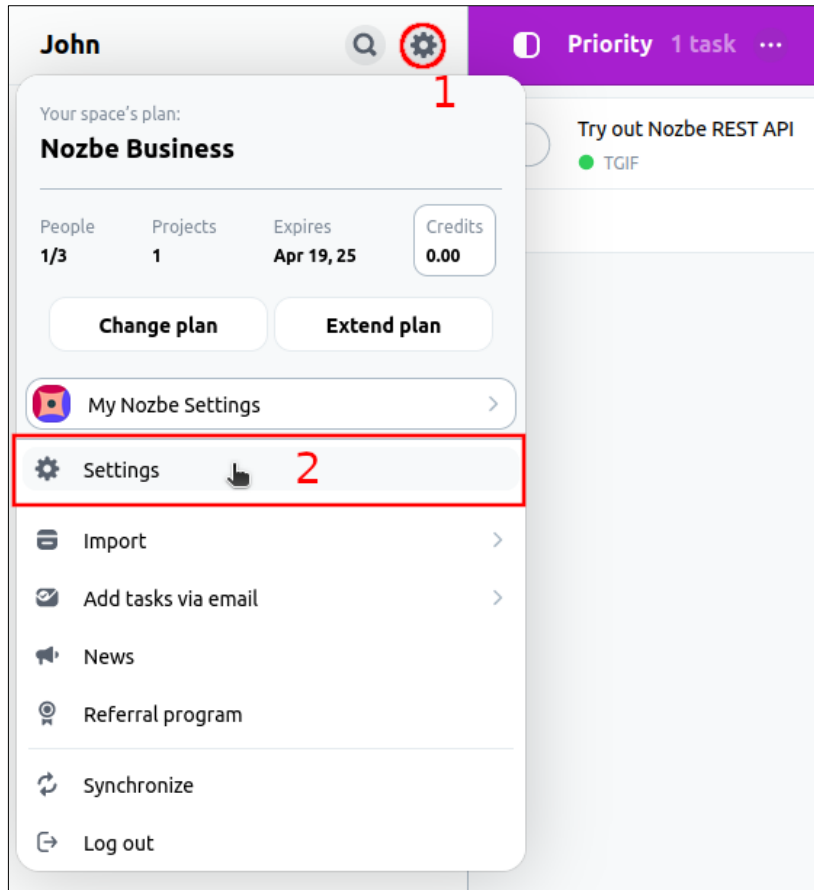 John
1
Priority 1 task ...
Your space's plan:
Nozbe Business
Try out Nozbe REST API
TGIF
People Projects Expires Credits
1/3 1 Apr 19, 25 0.00
Change plan Extend plan
My Nozbe Settings
Settings 2
Import
Add tasks via email
News
Referral program
Synchronize
Log out